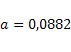 a = 0,0882